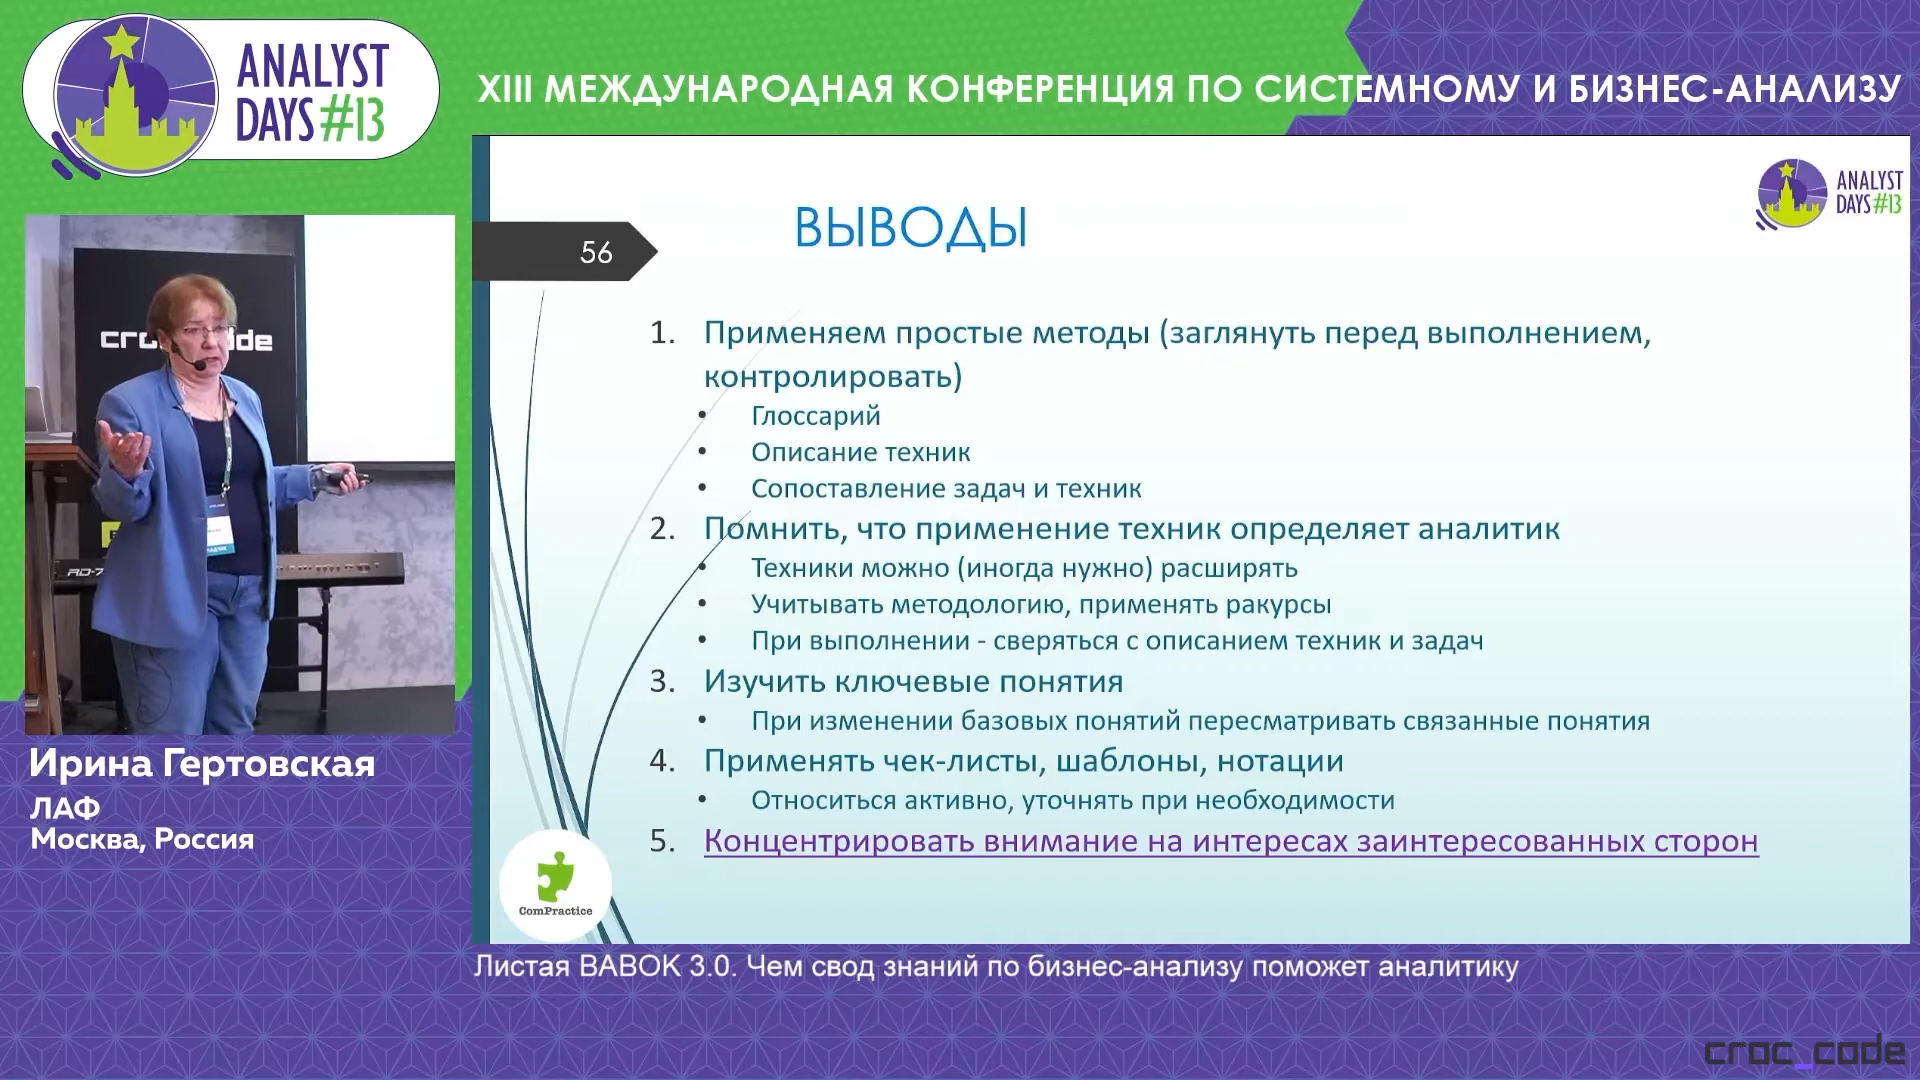 ANALYST
DAYS #13
XIII МЕЖДУНАРОДНАЯ КОНФЕРЕНЦИЯ ПО СИСТЕМНОМУ И БИЗНЕС-АНАЛИЗУ
ANALYST
DAYS #13
56
ВЫВОДЫ
1. Применяем простые методы (заглянуть перед выполнением,
контролировать)
• Глоссарий
• Описание техник
• Сопоставление задач и техник
2. Помнить, что применение техник определяет аналитик
• Техники можно (иногда нужно) расширять
• Учитывать методологию, применять ракурсы
• При выполнении - сверяться с описанием техник и задач
3. Изучить ключевые понятия
• При изменении базовых понятий пересматривать связанные понятия
4. Применять чек-листы, шаблоны, нотации
• Относиться активно, уточнять при необходимости
5. Концентрировать внимание на интересах заинтересованных сторон
ComPractice
RD-7
Ирина Гертовская
ЛАФ
Москва, Россия
Листая BABOK 3.0. Чем свод знаний по бизнес-анализу поможет аналитику
croc_code